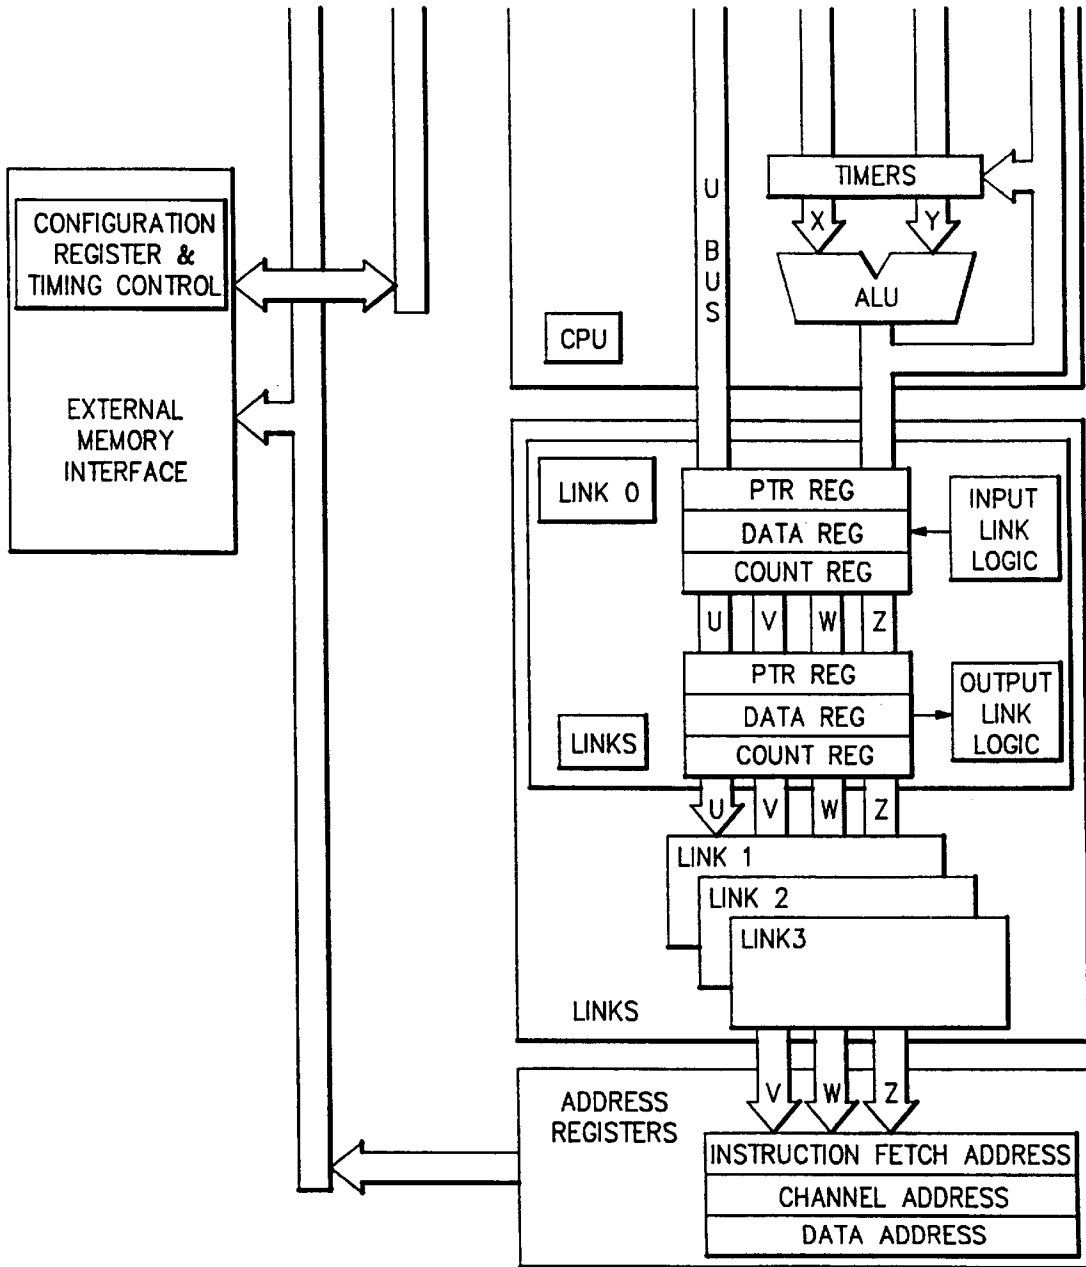 CONFIGURATION
REGISTER &
TIMING CONTROL
EXTERNAL
MEMORY
INTERFACE
U BUS
TIMERS
X Y
ALU
CPU
LINK 0
PTR REG
DATA REG
COUNT REG
INPUT
LINK
LOGIC
U V W Z
PTR REG
DATA REG
COUNT REG
OUTPUT
LINK
LOGIC
LINKS
U V W Z
LINK 1
LINK 2
LINK3
LINKS
V W Z
ADDRESS
REGISTERS
INSTRUCTION FETCH ADDRESS
CHANNEL ADDRESS
DATA ADDRESS